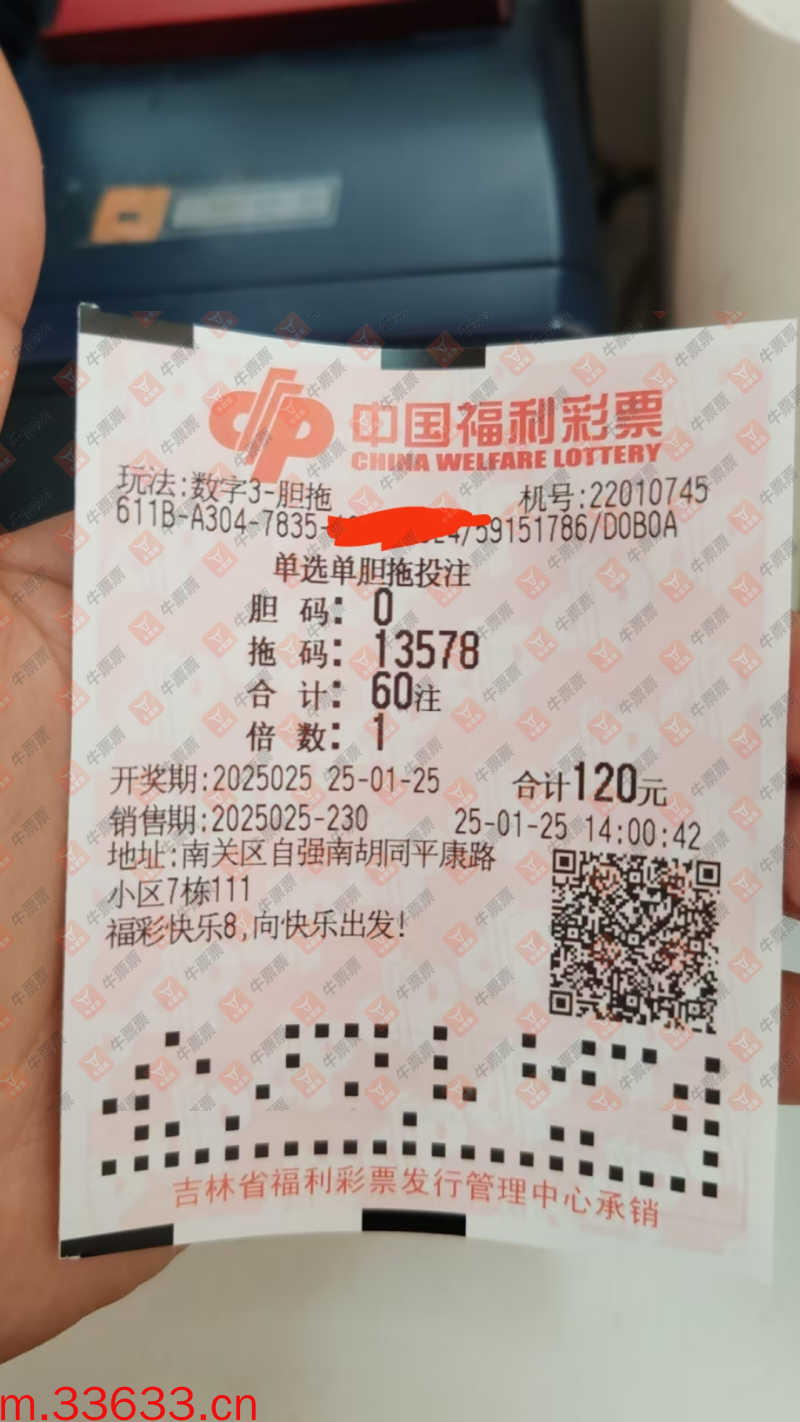 中国福利彩票
CHINA WELFARE LOTTERY
玩法:数字3-胆拖 机号:22010745
611B-A304-7835- /59151786/D0B0A
单选单胆拖投注
胆 码: 0
拖 码: 13578
合 计: 60注
倍 数: 1
开奖期:2025025 25-01-25 合计120元
销售期:2025025-230 25-01-25 14:00:42
地址:南关区自强南胡同平康路
小区7栋111
福彩快乐8,向快乐出发!
吉林省福利彩票发行管理中心承销
牛票票
m.33633.cn